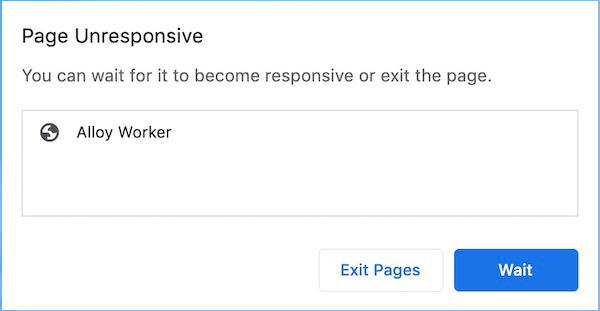 Page Unresponsive
You can wait for it to become responsive or exit the page.
Alloy Worker
Exit Pages
Wait